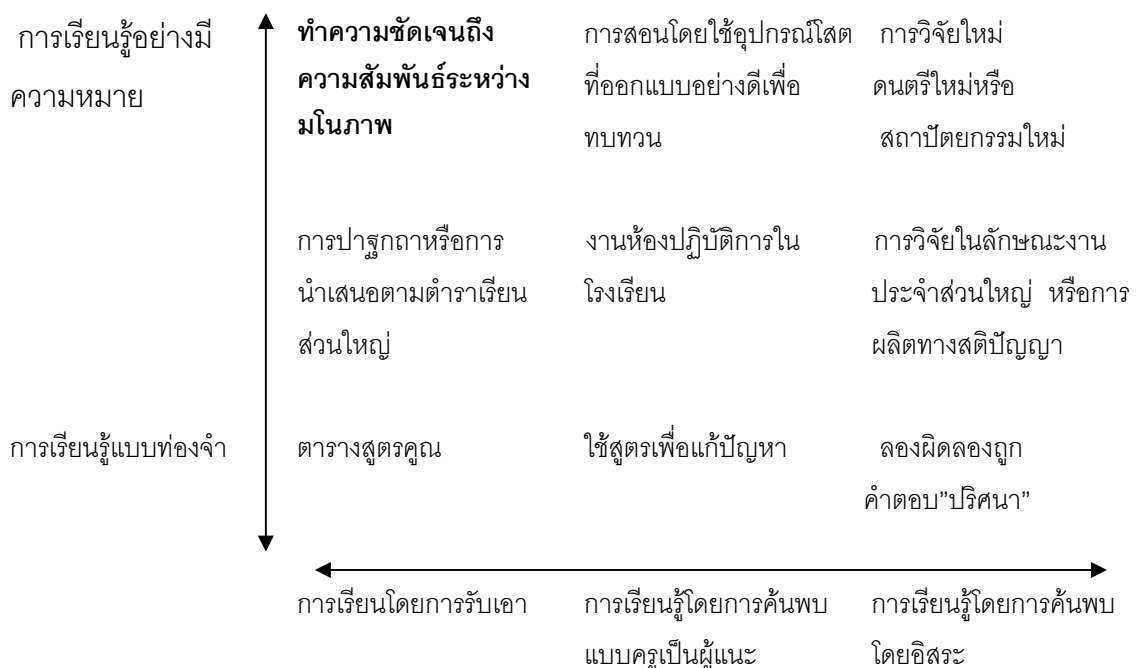 การเรียนรู้อย่างมี
ความหมาย
ทำความชัดเจนถึง
ความสัมพันธ์ระหว่าง
มโนภาพ
การสอนโดยใช้อุปกรณ์โสต
ที่ออกแบบอย่างดีเพื่อ
ทบทวน
การวิจัยใหม่
ดนตรีใหม่หรือ
สถาปัตยกรรมใหม่
การปาฐกถาหรือการ
นำเสนอตามตำราเรียน
ส่วนใหญ่
งานห้องปฏิบัติการใน
โรงเรียน
การวิจัยในลักษณะงาน
ประจำส่วนใหญ่ หรือการ
ผลิตทางสติปัญญา
การเรียนรู้แบบท่องจำ
ตารางสูตรคูณ
ใช้สูตรเพื่อแก้ปัญหา
ลองผิดลองถูก
คำตอบ"ปริศนา"
การเรียนโดยการรับเอา
การเรียนรู้โดยการค้นพบ
แบบครูเป็นผู้แนะ
การเรียนรู้โดยการค้นพบ
โดยอิสระ